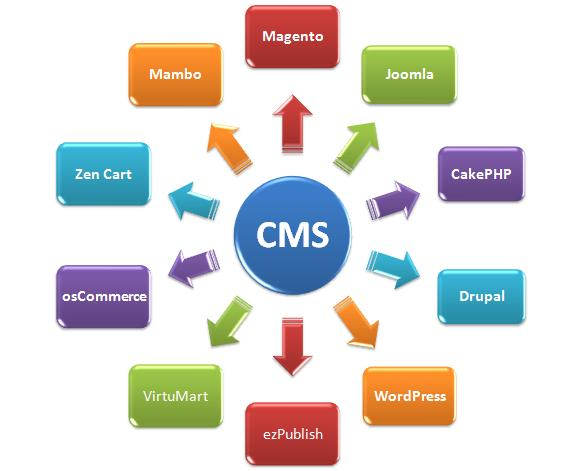 Magento
Mambo
Joomla
Zen Cart
CakePHP
CMS
osCommerce
Drupal
VirtuMart
WordPress
ezPublish